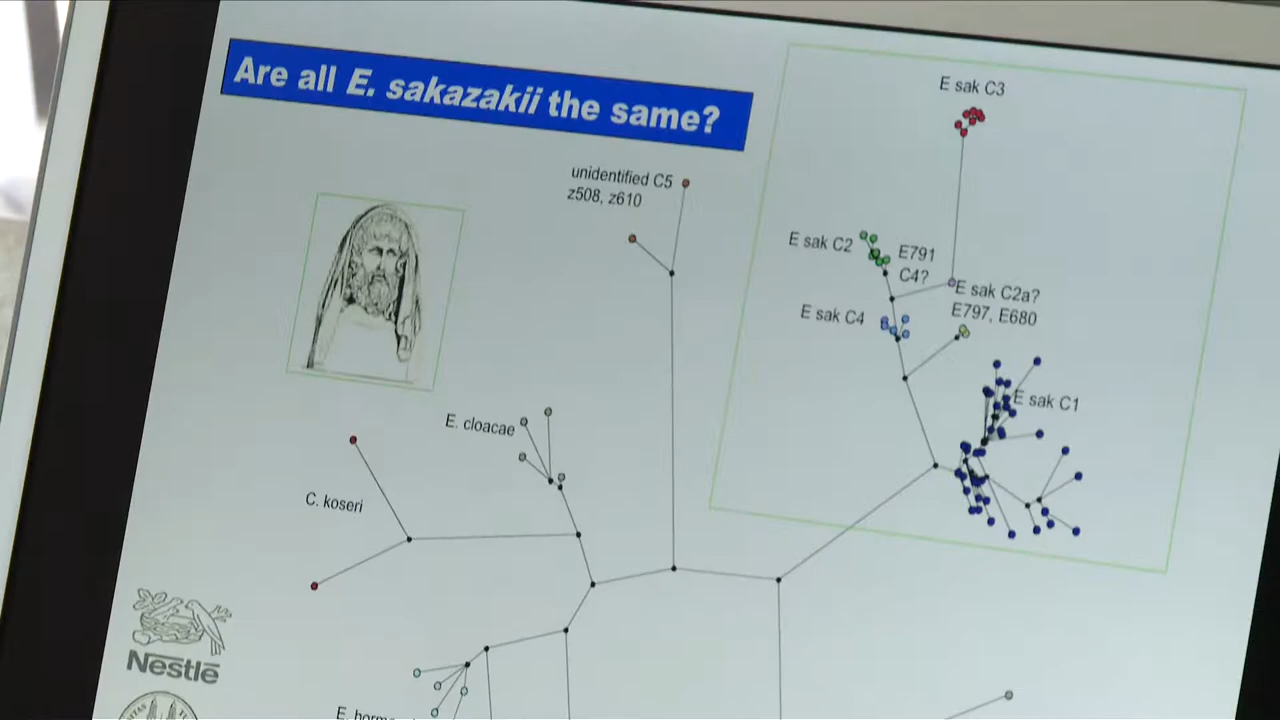 Are all E. sakazakii the same?
E sak C3
unidentified C5
z508, z610
E sak C2
E791
C4?
E sak C2a?
E797, E680
E sak C4
E sak C1
E. cloacae
C. koseri
Nestlē